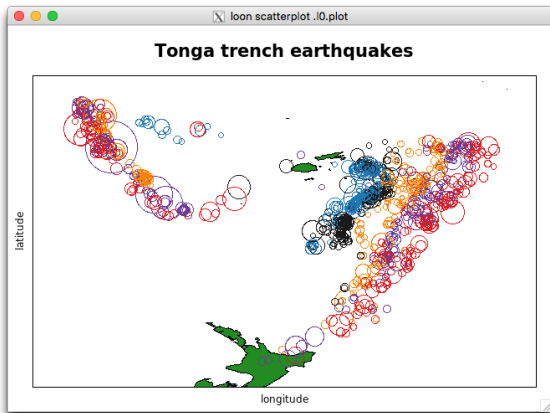 loon scatterplot .l0.plot
Tonga trench earthquakes
latitude
longitude